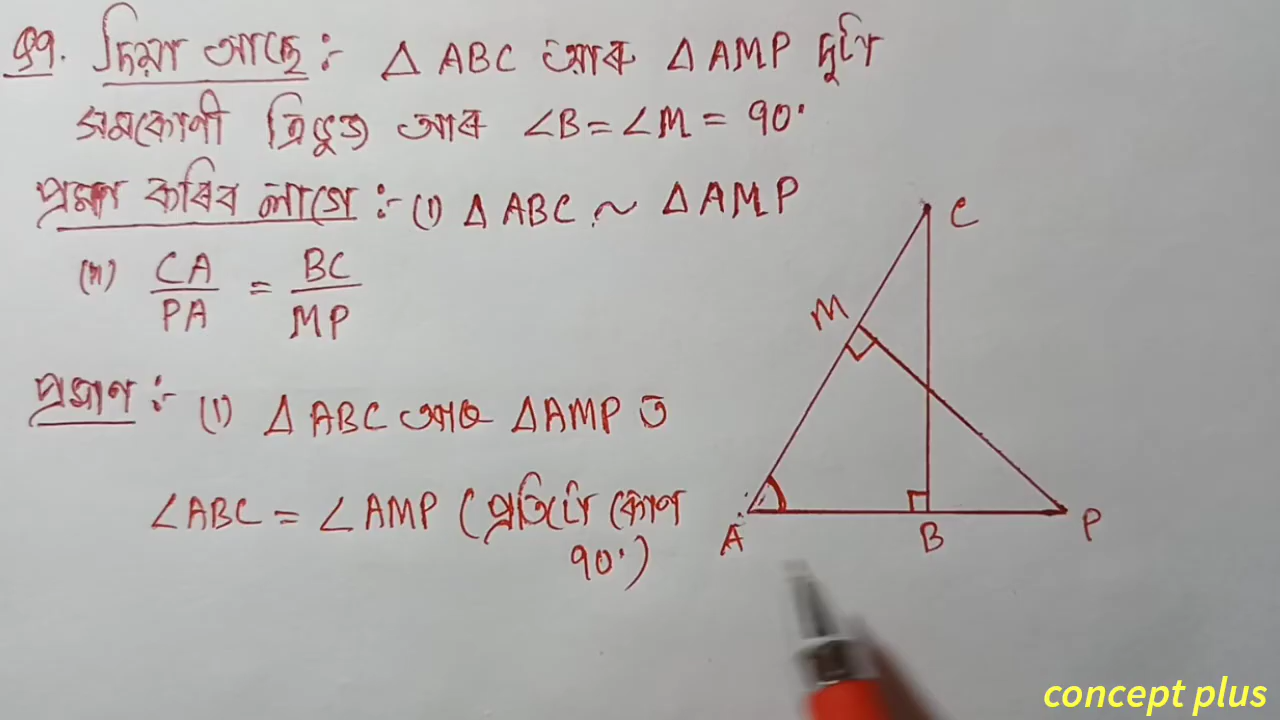 Q9. দিয়া আছে :- △ ABC আৰু △ AMP দুটি
সমকোণী ত্ৰিভুজ আৰু ∠B = ∠M = 90°
প্ৰমাণ কৰিব লাগে :- (i) △ ABC ~ △ AMP
(ii) CA/PA = BC/MP
প্ৰমাণ :- (i) △ ABC আৰু △AMP ত
∠ABC = ∠AMP (প্ৰতিটো কোণ
90°)
C
M
A
B
P
concept plus